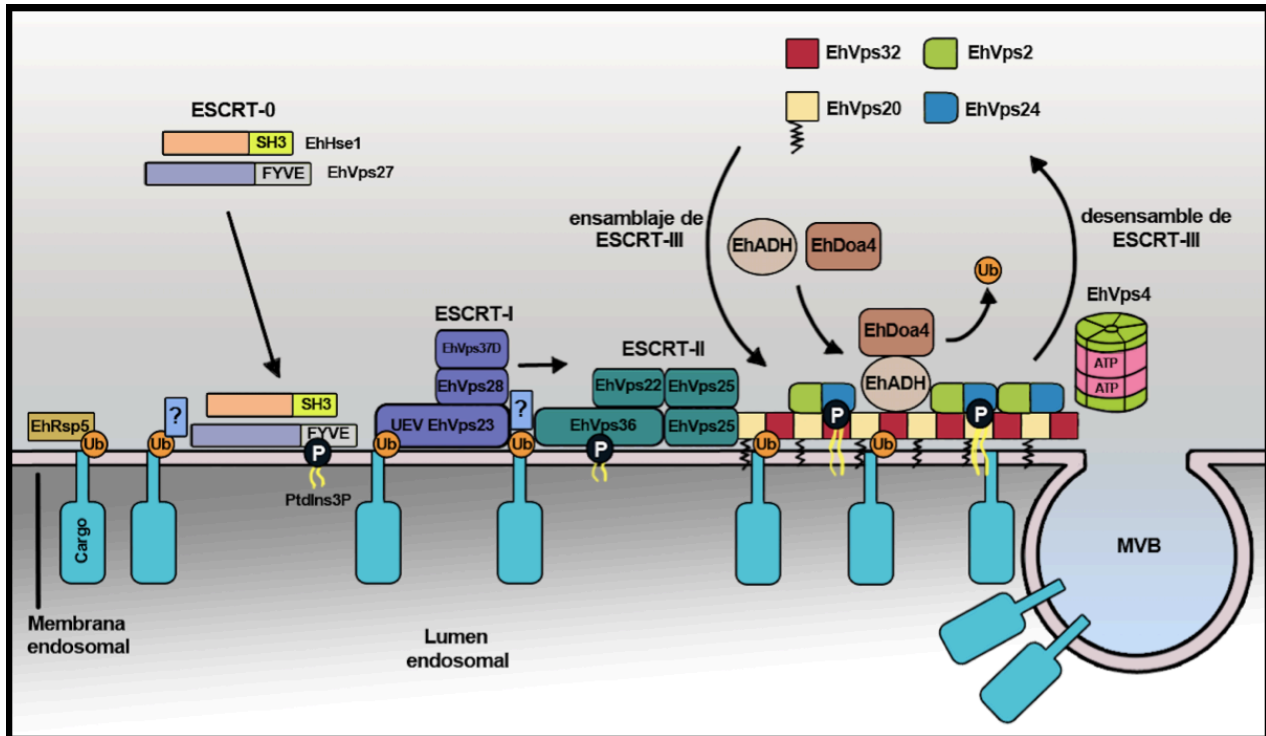 EhVps32
EhVps2
EhVps20
EhVps24
ESCRT-0
SH3
EhHse1
FYVE
EhVps27
ensamblaje de
ESCRT-III
desensamble de
ESCRT-III
EhADH
EhDoa4
Ub
EhVps4
ATP
ATP
ESCRT-I
EhVps37D
EhVps28
UEV EhVps23
ESCRT-II
EhVps22
EhVps25
EhVps36
EhVps25
EhDoa4
EhADH
EhRsp5
Ub
Ub
?
SH3
FYVE
P
PtdIns3P
Ub
?
Ub
P
Ub
P
Ub
P
Cargo
MVB
Membrana
endosomal
Lumen
endosomal